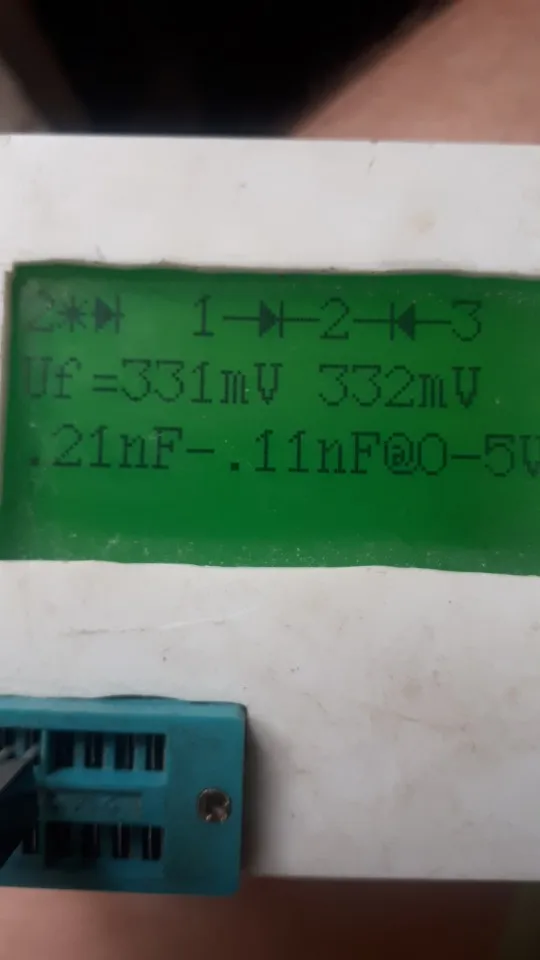 2*▶| 1—▶|—2—|◀—3
Uf=331mV 332mV
.21nF-.11nF@0-5V